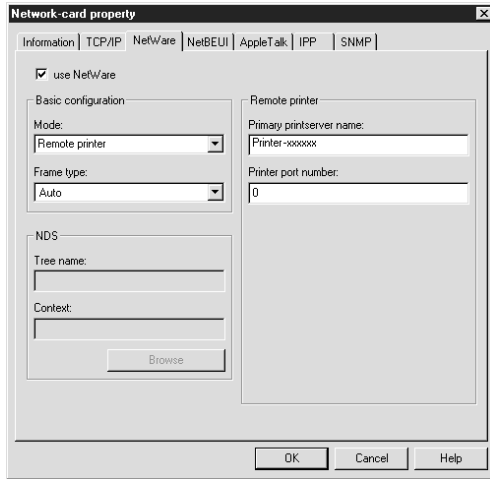 Network-card property
Information TCP/IP NetWare NetBEUI AppleTalk IPP SNMP
use NetWare
Basic configuration
Mode:
Remote printer
Frame type:
Auto
NDS
Tree name:
Context:
Browse
Remote printer
Primary printserver name:
Printer-xxxxxx
Printer port number:
0
OK Cancel Help